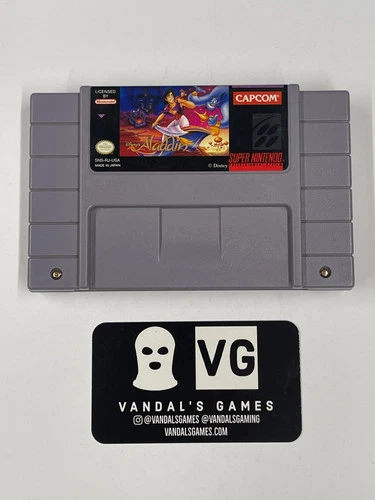 LICENSED BY
Nintendo
CAPCOM
Disney's
Aladdin
SNS-RJ-USA
MADE IN JAPAN
© Disney
SUPER NINTENDO
VG
VANDAL'S GAMES
@VANDALSGAMES @VANDALSGAMING
VANDALSGAMES.COM